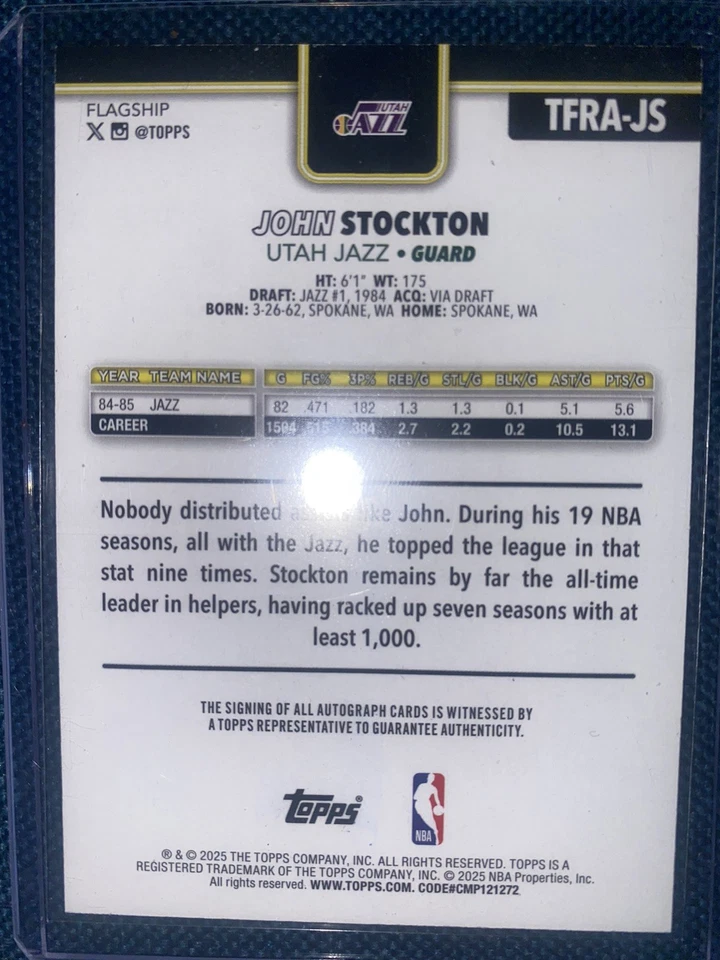 FLAGSHIP
X @TOPPS
UTAH JAZZ
TFRA-JS
JOHN STOCKTON
UTAH JAZZ • GUARD
HT: 6'1" WT: 175
DRAFT: JAZZ #1, 1984 ACQ: VIA DRAFT
BORN: 3-26-62, SPOKANE, WA HOME: SPOKANE, WA
YEAR TEAM NAME G FG% 3P% REB/G STL/G BLK/G AST/G PTS/G
84-85 JAZZ 82 .471 .182 1.3 1.3 0.1 5.1 5.6
CAREER 1504 .515 .384 2.7 2.2 0.2 10.5 13.1
Nobody distributed like John. During his 19 NBA
seasons, all with the Jazz, he topped the league in that
stat nine times. Stockton remains by far the all-time
leader in helpers, having racked up seven seasons with at
least 1,000.
THE SIGNING OF ALL AUTOGRAPH CARDS IS WITNESSED BY
A TOPPS REPRESENTATIVE TO GUARANTEE AUTHENTICITY.
topps®
NBA
® & © 2025 THE TOPPS COMPANY, INC. ALL RIGHTS RESERVED. TOPPS IS A
REGISTERED TRADEMARK OF THE TOPPS COMPANY, INC. © 2025 NBA Properties, Inc.
All rights reserved. WWW.TOPPS.COM. CODE#CMP121272